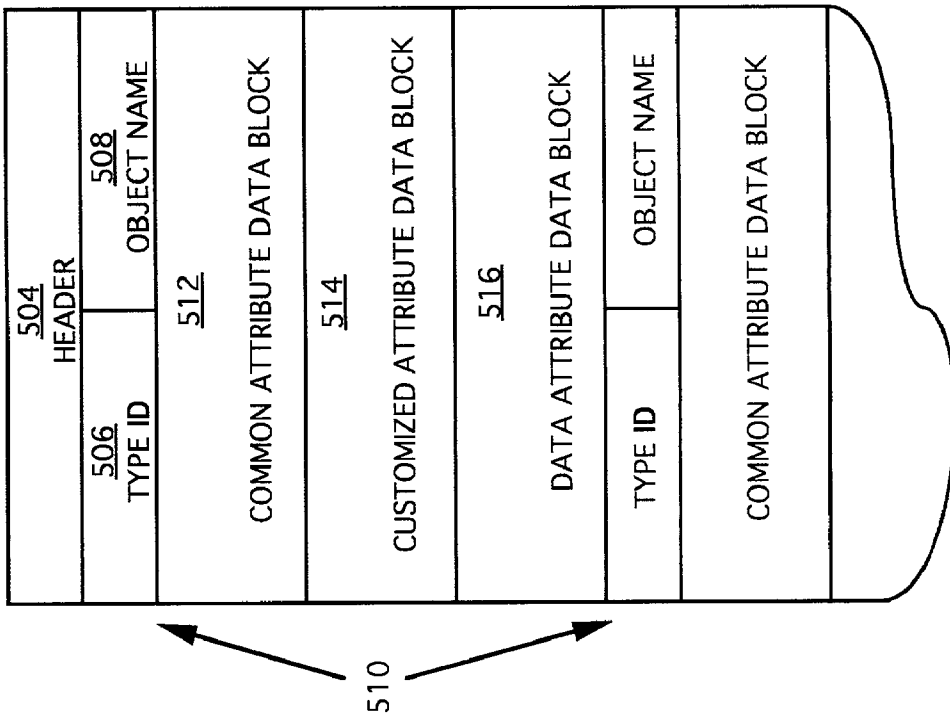 504
HEADER
506
TYPE ID
508
OBJECT NAME
512
COMMON ATTRIBUTE DATA BLOCK
514
CUSTOMIZED ATTRIBUTE DATA BLOCK
516
DATA ATTRIBUTE DATA BLOCK
TYPE ID
OBJECT NAME
COMMON ATTRIBUTE DATA BLOCK
510